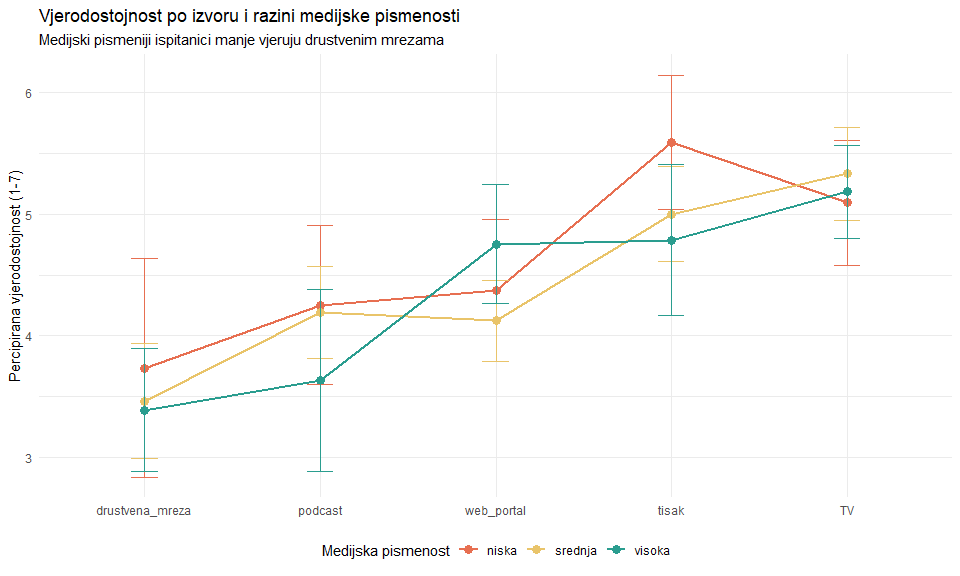 Vjerodostojnost po izvoru i razini medijske pismenosti
Medijski pismeniji ispitanici manje vjeruju drustvenim mrezama
Percipirana vjerodostojnost (1-7)
6
5
4
3
drustvena_mreza podcast web_portal tisak TV
Medijska pismenost niska srednja visoka